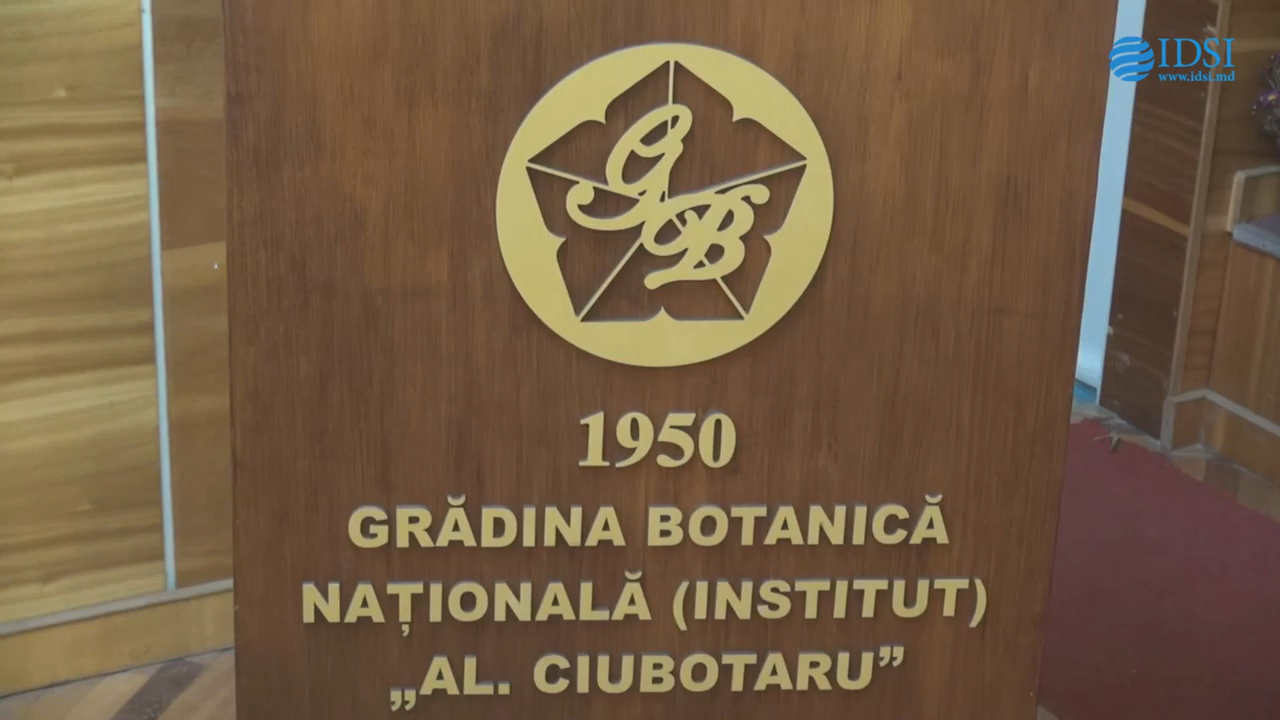 IDSI
www.idsi.md
GB
1950
GRĂDINA BOTANICĂ
NAȚIONALĂ (INSTITUT)
„AL. CIUBOTARU”